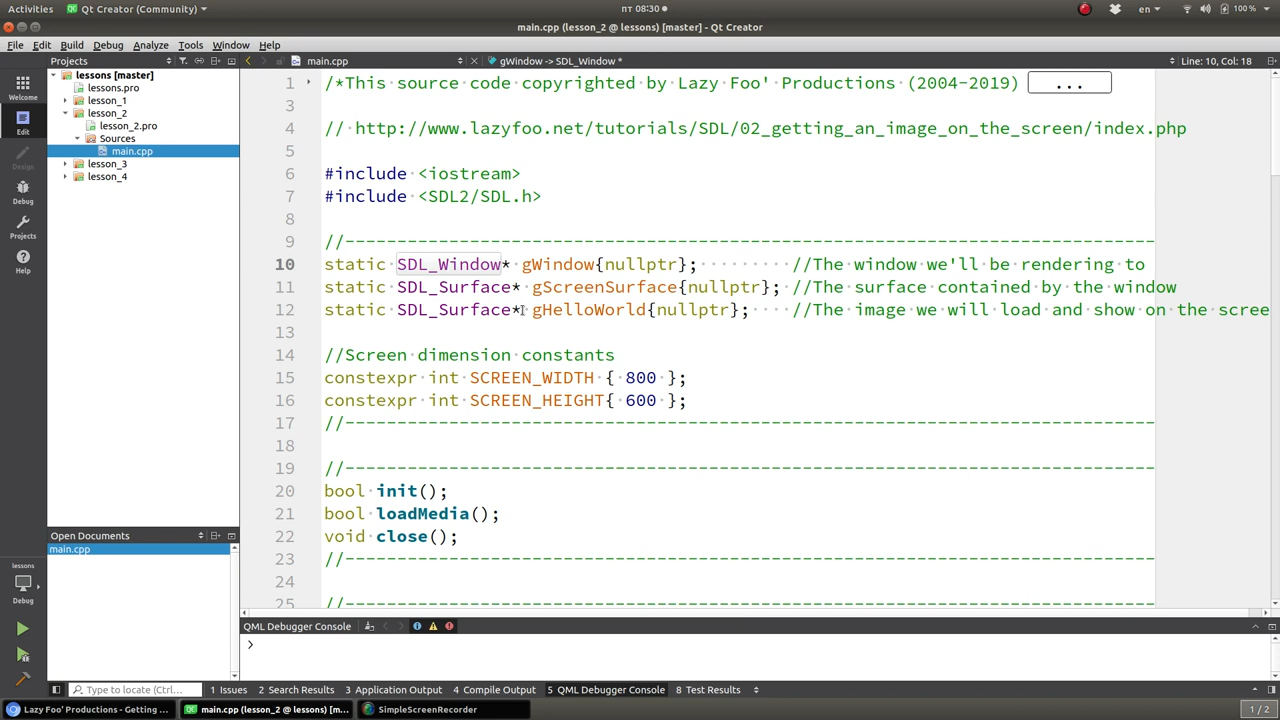 Activities
Qt Creator (Community)
пт 08:30
en
100 %
main.cpp (lesson_2 @ lessons) [master] - Qt Creator
File Edit Build Debug Analyze Tools Window Help
Projects
main.cpp
gWindow -> SDL_Window *
Line: 10, Col: 18
Welcome
Edit
Design
Debug
Projects
Help
lessons [master]
lessons.pro
lesson_1
lesson_2
lesson_2.pro
Sources
main.cpp
lesson_3
lesson_4
1 /*This source code copyrighted by Lazy Foo' Productions (2004-2019) ...
3
4 // http://www.lazyfoo.net/tutorials/SDL/02_getting_an_image_on_the_screen/index.php
5
6 #include <iostream>
7 #include <SDL2/SDL.h>
8
9 //------------------------------------------------------------------------------
10 static SDL_Window* gWindow{nullptr}; //The window we'll be rendering to
11 static SDL_Surface* gScreenSurface{nullptr}; //The surface contained by the window
12 static SDL_Surface* gHelloWorld{nullptr}; //The image we will load and show on the scree
13
14 //Screen dimension constants
15 constexpr int SCREEN_WIDTH { 800 };
16 constexpr int SCREEN_HEIGHT{ 600 };
17 //------------------------------------------------------------------------------
18
19 //------------------------------------------------------------------------------
20 bool init();
21 bool loadMedia();
22 void close();
23 //------------------------------------------------------------------------------
24
25 //------------------------------------------------------------------------------
Open Documents
main.cpp
lessons
Debug
QML Debugger Console
>
Type to locate (...
1 Issues 2 Search Results 3 Application Output 4 Compile Output 5 QML Debugger Console 8 Test Results
Lazy Foo' Productions - Getting ...
main.cpp (lesson_2 @ lessons) [m...
SimpleScreenRecorder
1 / 2